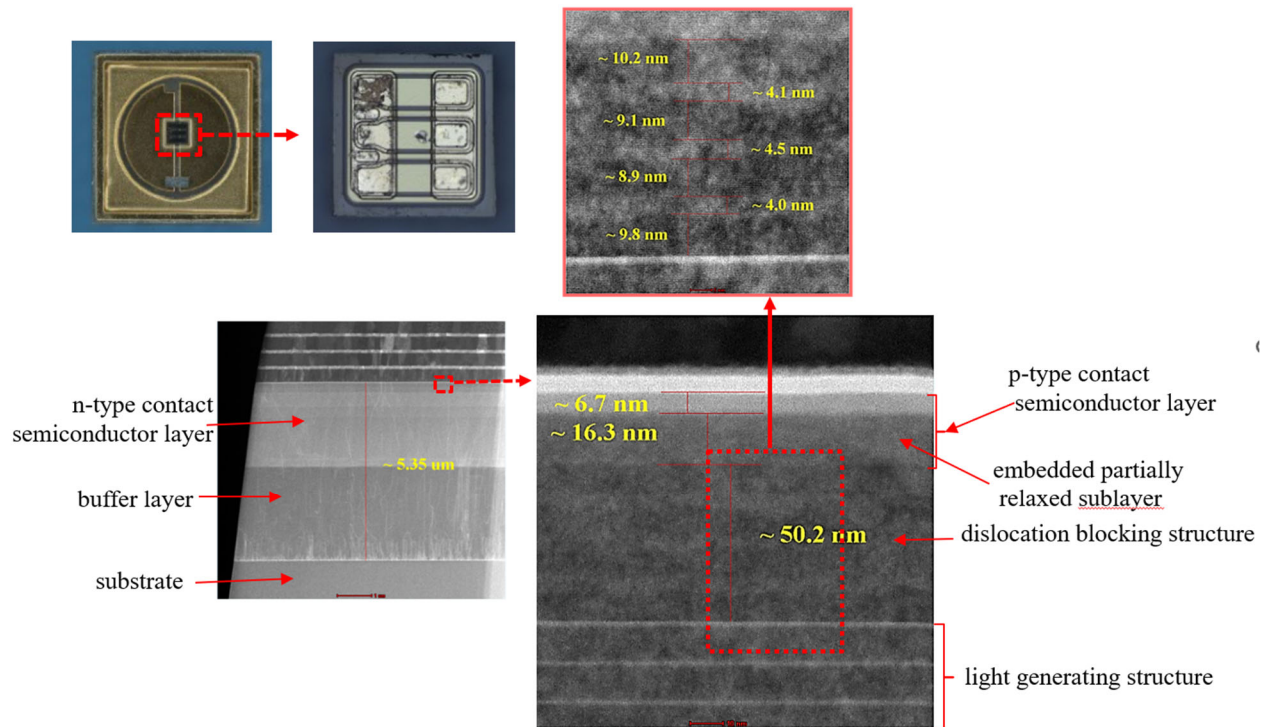 ~ 10.2 nm
~ 4.1 nm
~ 9.1 nm
~ 4.5 nm
~ 8.9 nm
~ 4.0 nm
~ 9.8 nm
n-type contact
semiconductor layer
~ 5.35 um
buffer layer
substrate
~ 6.7 nm
~ 16.3 nm
~ 50.2 nm
p-type contact
semiconductor layer
embedded partially
relaxed sublayer
dislocation blocking structure
light generating structure